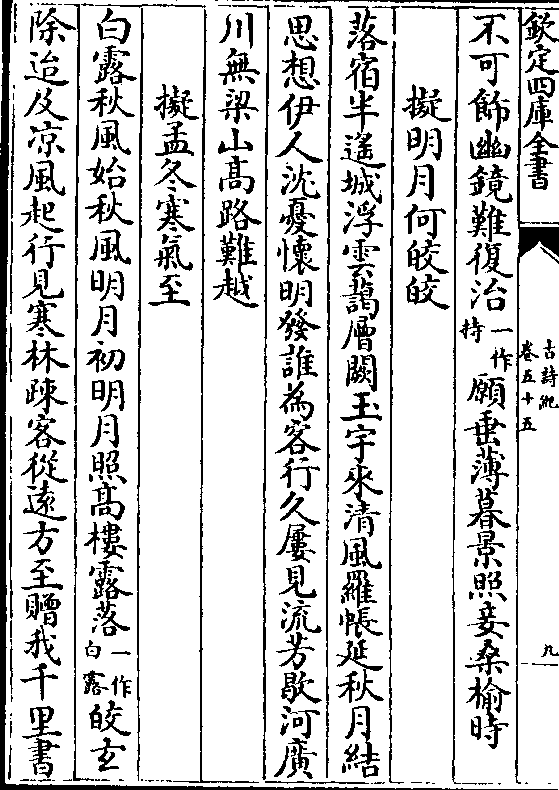 欽定四庫全書
古詩紀
卷五十五
九
不可飾幽鏡難復治一作持願垂薄暮景照妾桑榆時
擬明月何皎皎
落宿半遙城浮雲藹層闕玉宇來清風羅帳延秋月結
思想伊人沈憂懷明發誰為客行久屢見流芳歇河廣
川無梁山高路難越
擬孟冬寒氣至
白露秋風始秋風明月初明月照高樓露落一作白露皎玄
除迨及凉風起行見寒林踈客從遠方至贈我千里書